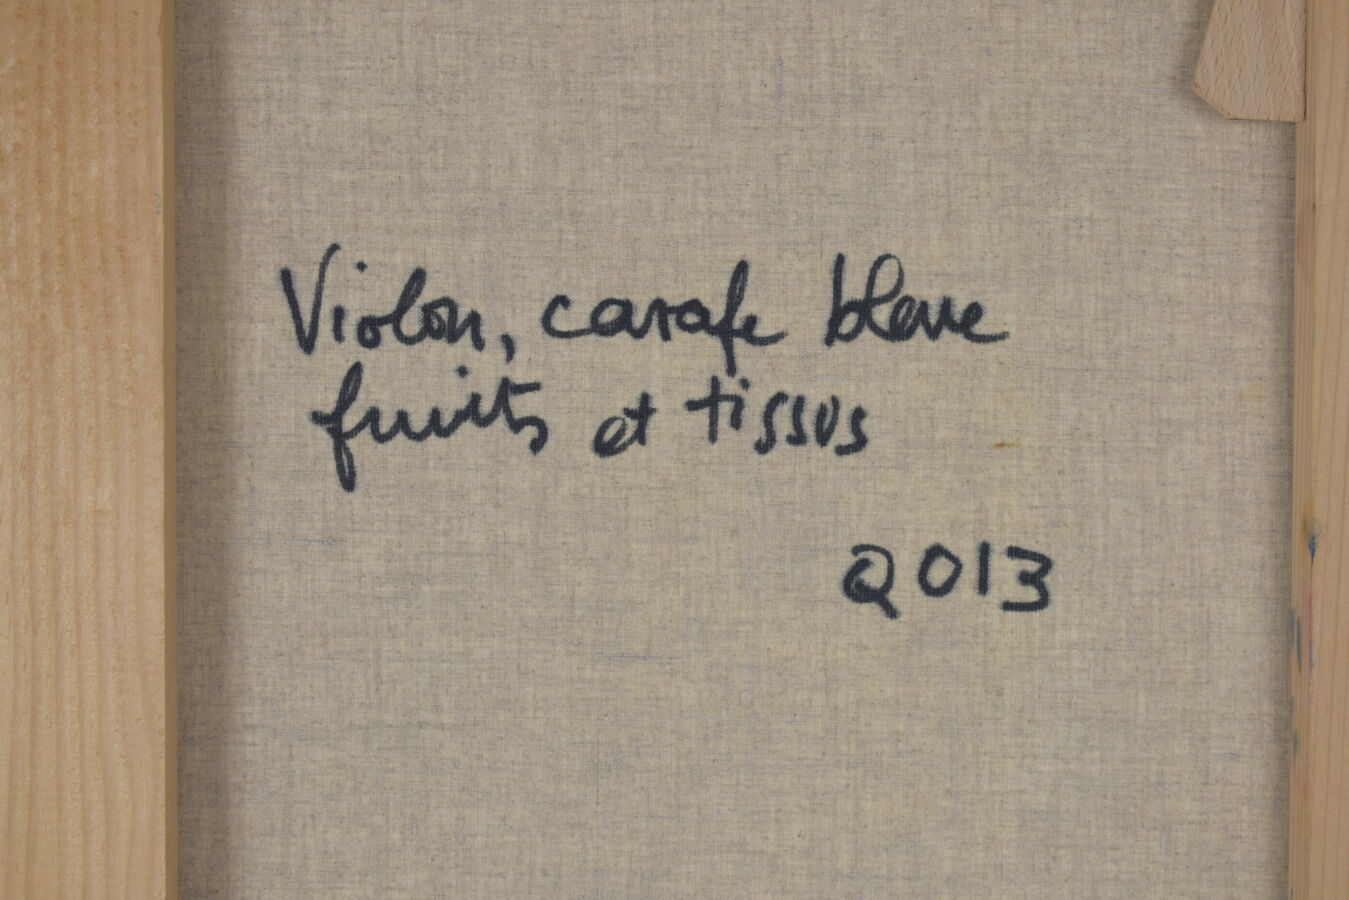 Violon, carafe bleue
fruits et tissus
2013